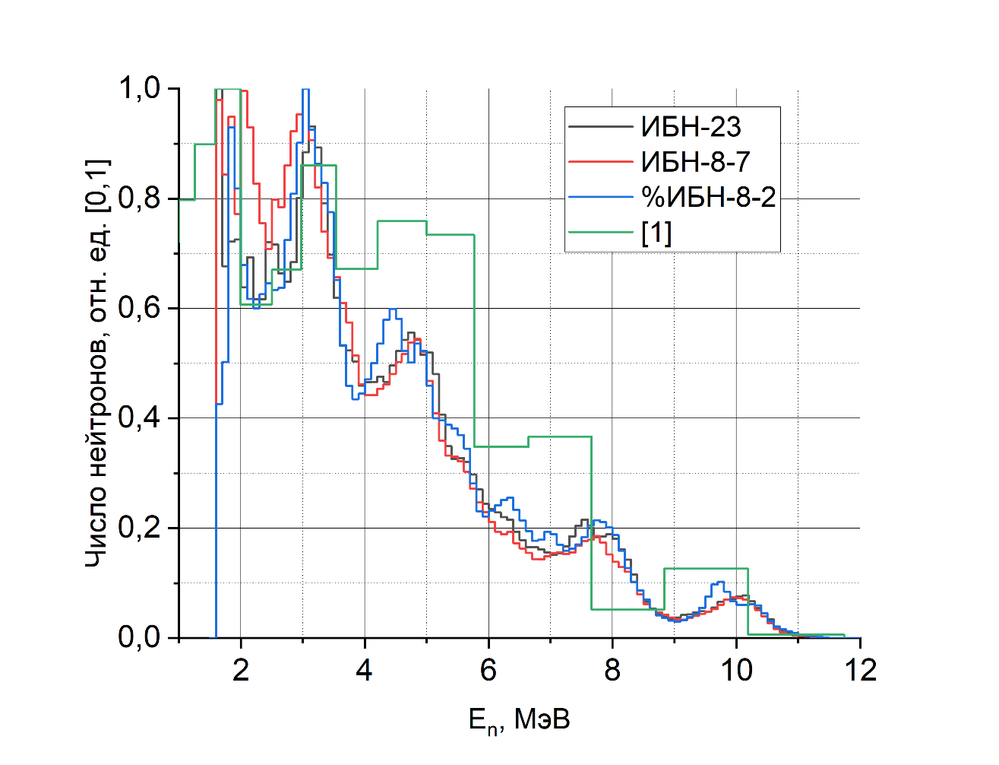 1,0
0,8
0,6
0,4
0,2
0,0
Число нейтронов, отн. ед. [0,1]
ИБН-23
ИБН-8-7
%ИБН-8-2
[1]
2 4 6 8 10 12
En, МэВ